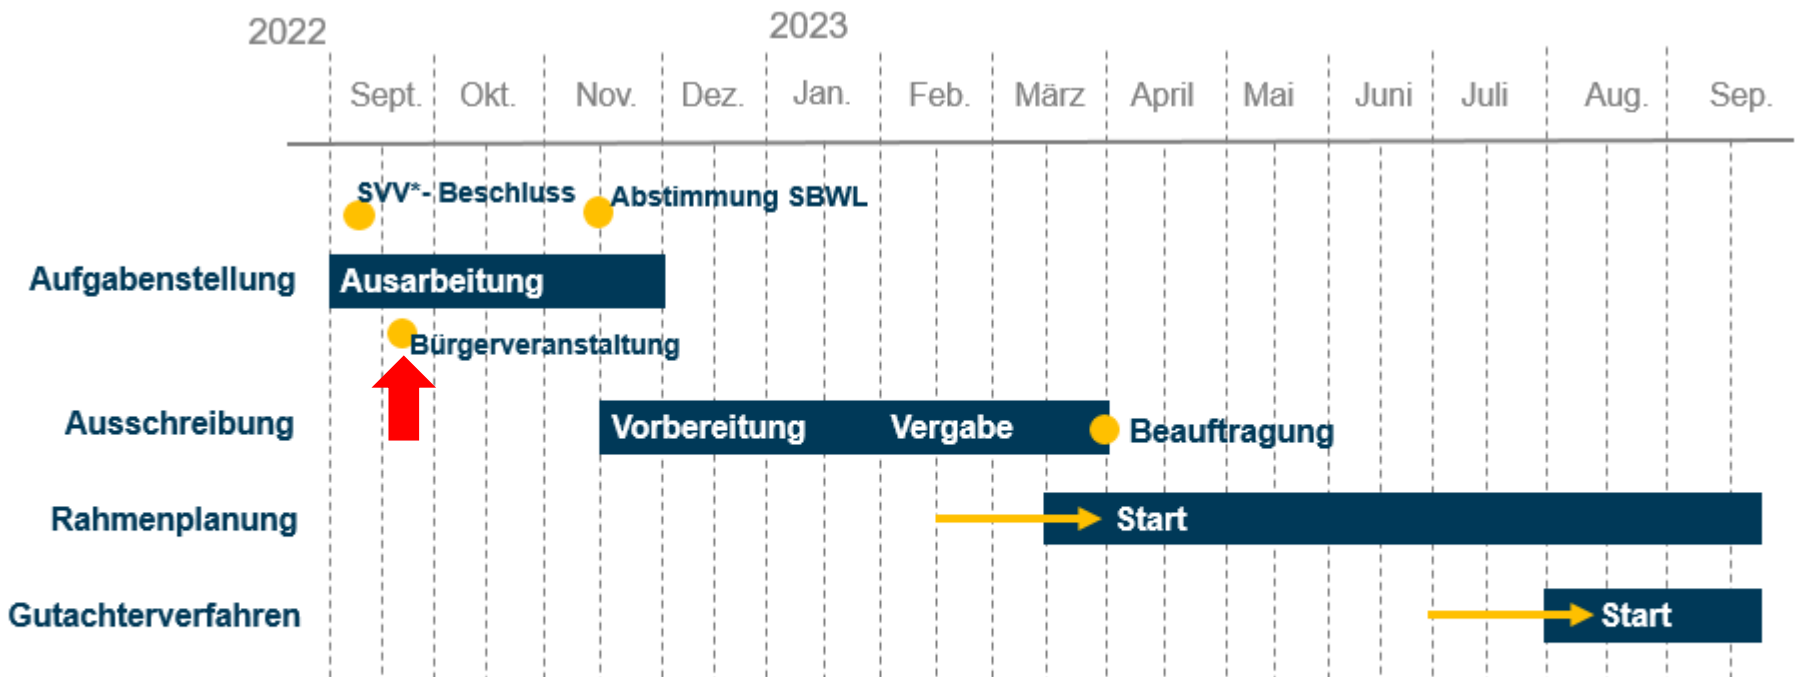 2022 2023
Sept. Okt. Nov. Dez. Jan. Feb. März April Mai Juni Juli Aug. Sep.
SVV*- Beschluss Abstimmung SBWL
Aufgabenstellung Ausarbeitung
Bürgerveranstaltung
Ausschreibung Vorbereitung Vergabe Beauftragung
Rahmenplanung Start
Gutachterverfahren Start